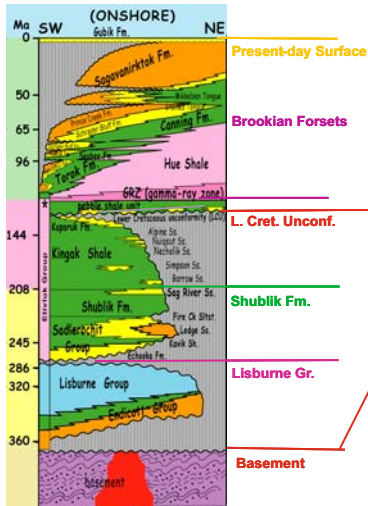 (ONSHORE)
Ma SW NE
Gubik Fm.
0
Present-day Surface
Sagavanirktok Fm.
50
Mikkelsen Tongue
Prince Creek Fm.
Canning Fm.
65
Schrader Bluff Fm.
Brookian Forsets
Seabee Fm.
96
Hue Shale
Torok Fm.
GRZ (gamma-ray zone)
pebble shale unit
Lower Cretaceous unconformity (LCU)
L. Cret. Unconf.
Kuparuk Fm.
144
Alpine Ss.
Nuiqsut Ss.
Kingak Shale
Nechelik Ss.
Simpson Ss.
Barrow Ss.
208
Sag River Ss.
Shublik Fm.
Shublik Fm.
Etivluk Group
Fire Ck Sltst.
Sadlerochit
Group
Ledge Ss.
245
Kavik Sh.
Echooka Fm.
286
Lisburne Gr.
320
Lisburne Group
Endicott Group
360
Basement
basement